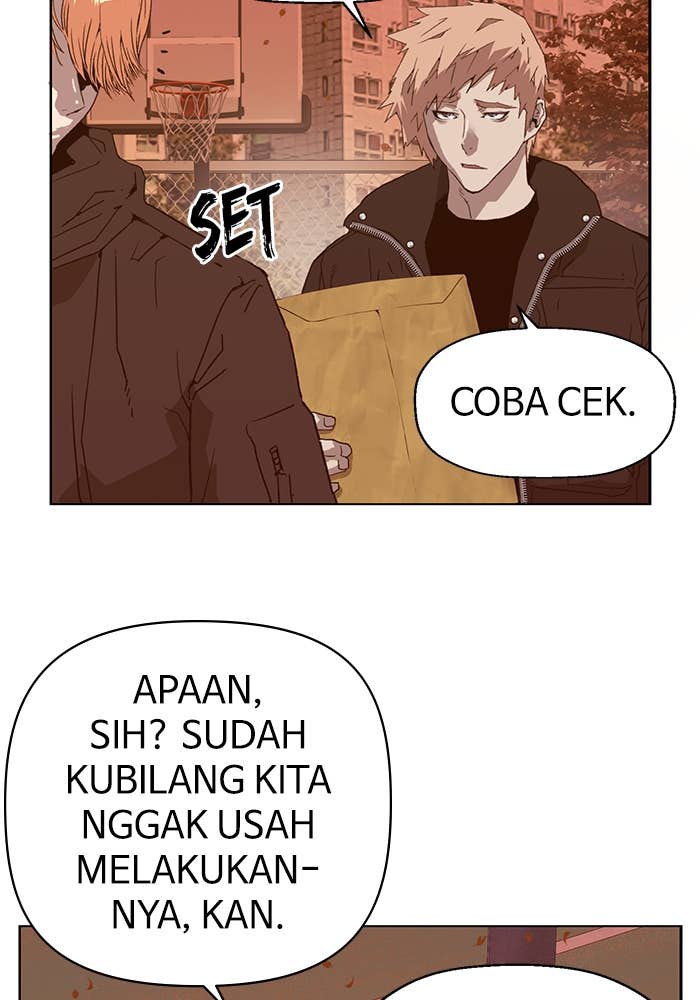 SET
COBA CEK.
APAAN,
SIH? SUDAH
KUBILANG KITA
NGGAK USAH
MELAKUKAN-
NYA, KAN.